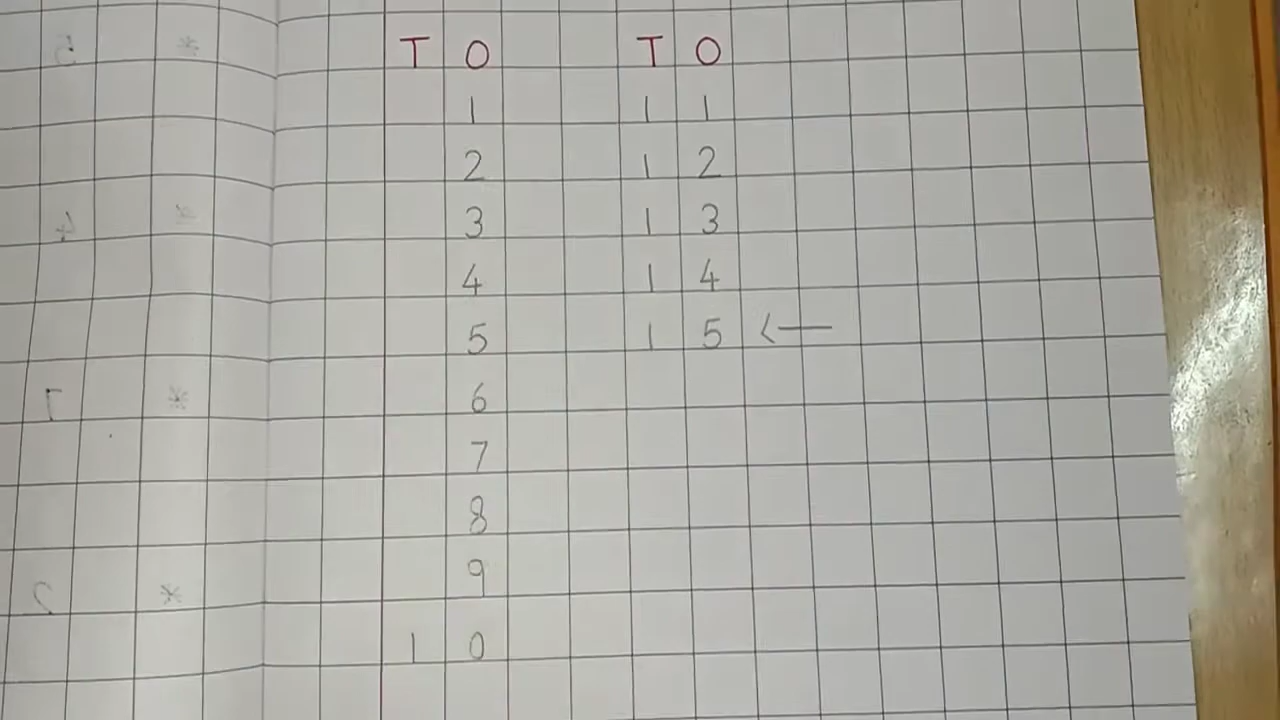 T O T O
1 1 1
2 1 2
3 1 3
4 1 4
5 1 5 ←
6
7
8
9
1 0